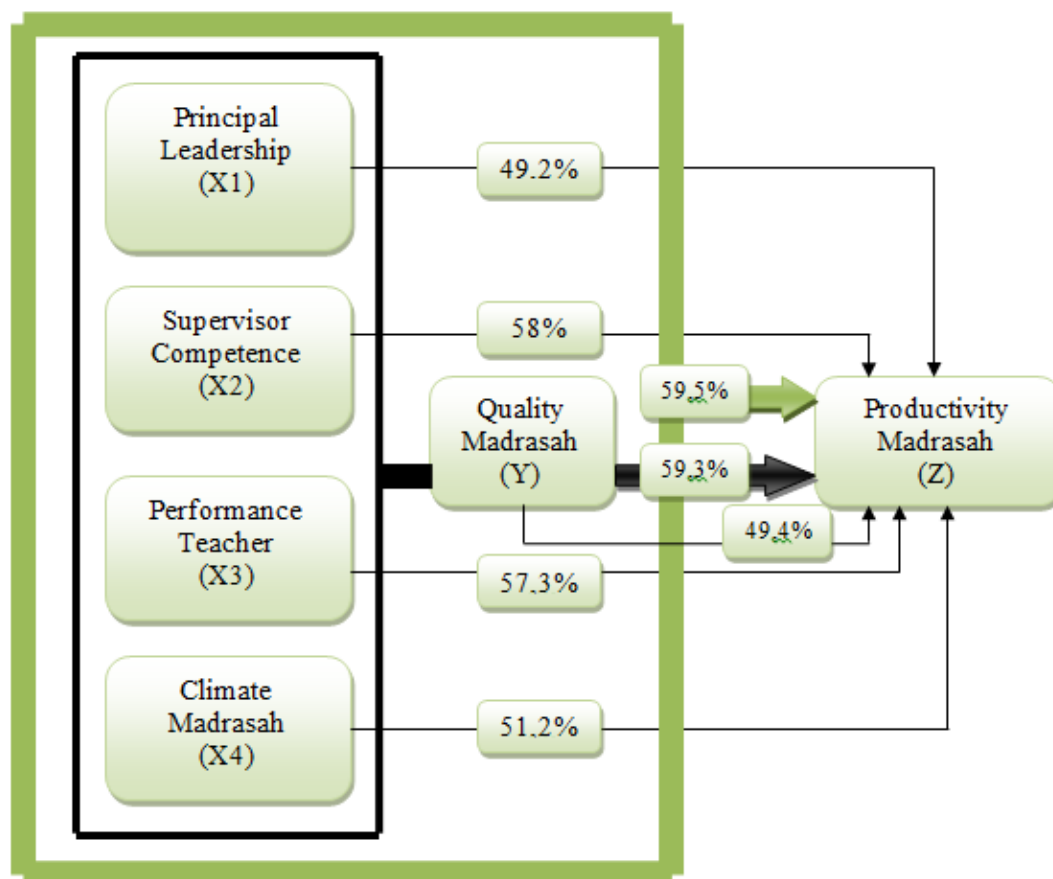 Principal
Leadership
(X1)
49.2%
Supervisor
Competence
(X2)
58%
59.5%
Quality
Madrasah
(Y)
59.3%
Productivity
Madrasah
(Z)
49.4%
Performance
Teacher
(X3)
57.3%
Climate
Madrasah
(X4)
51.2%